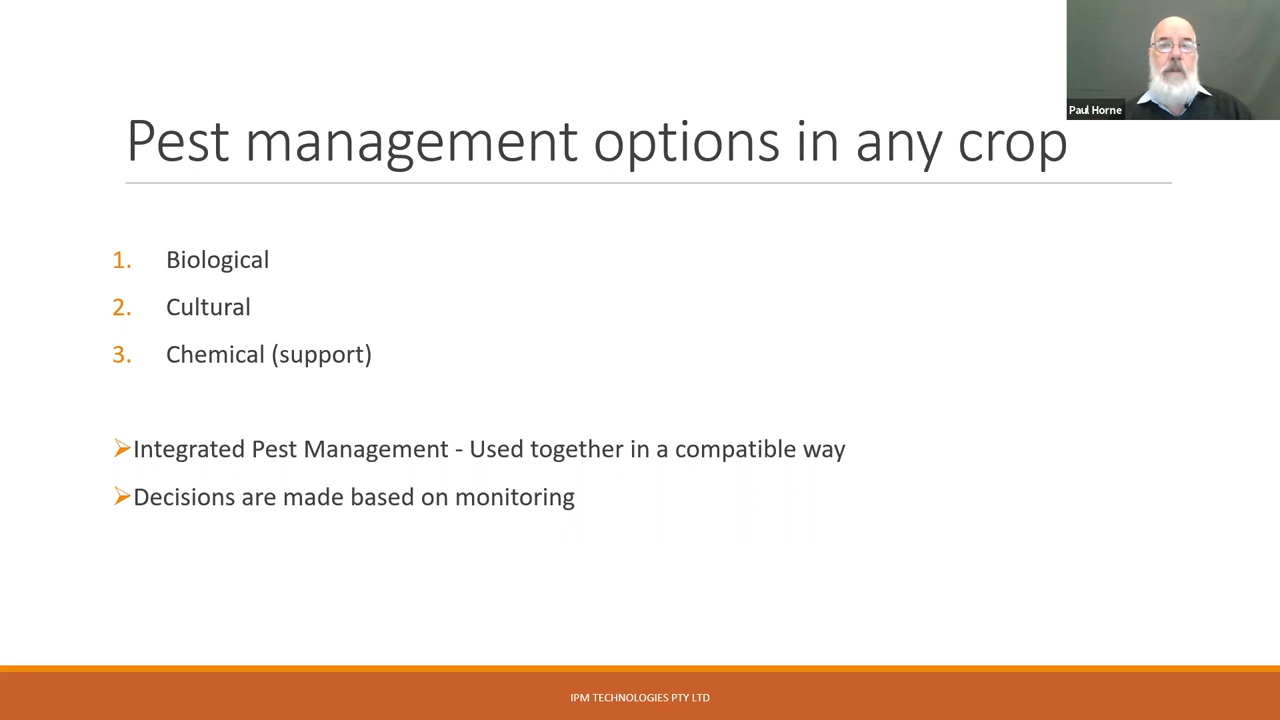 Paul Horne
Pest management options in any crop
1. Biological
2. Cultural
3. Chemical (support)
➢Integrated Pest Management - Used together in a compatible way
➢Decisions are made based on monitoring
IPM TECHNOLOGIES PTY LTD